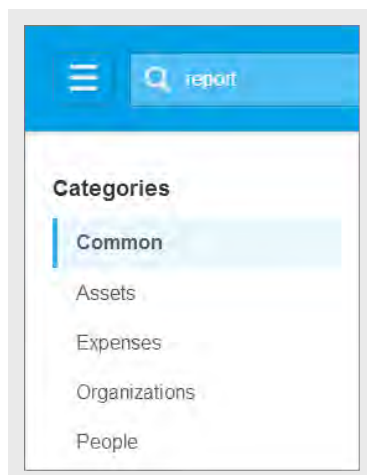 report
Categories
Common
Assets
Expenses
Organizations
People